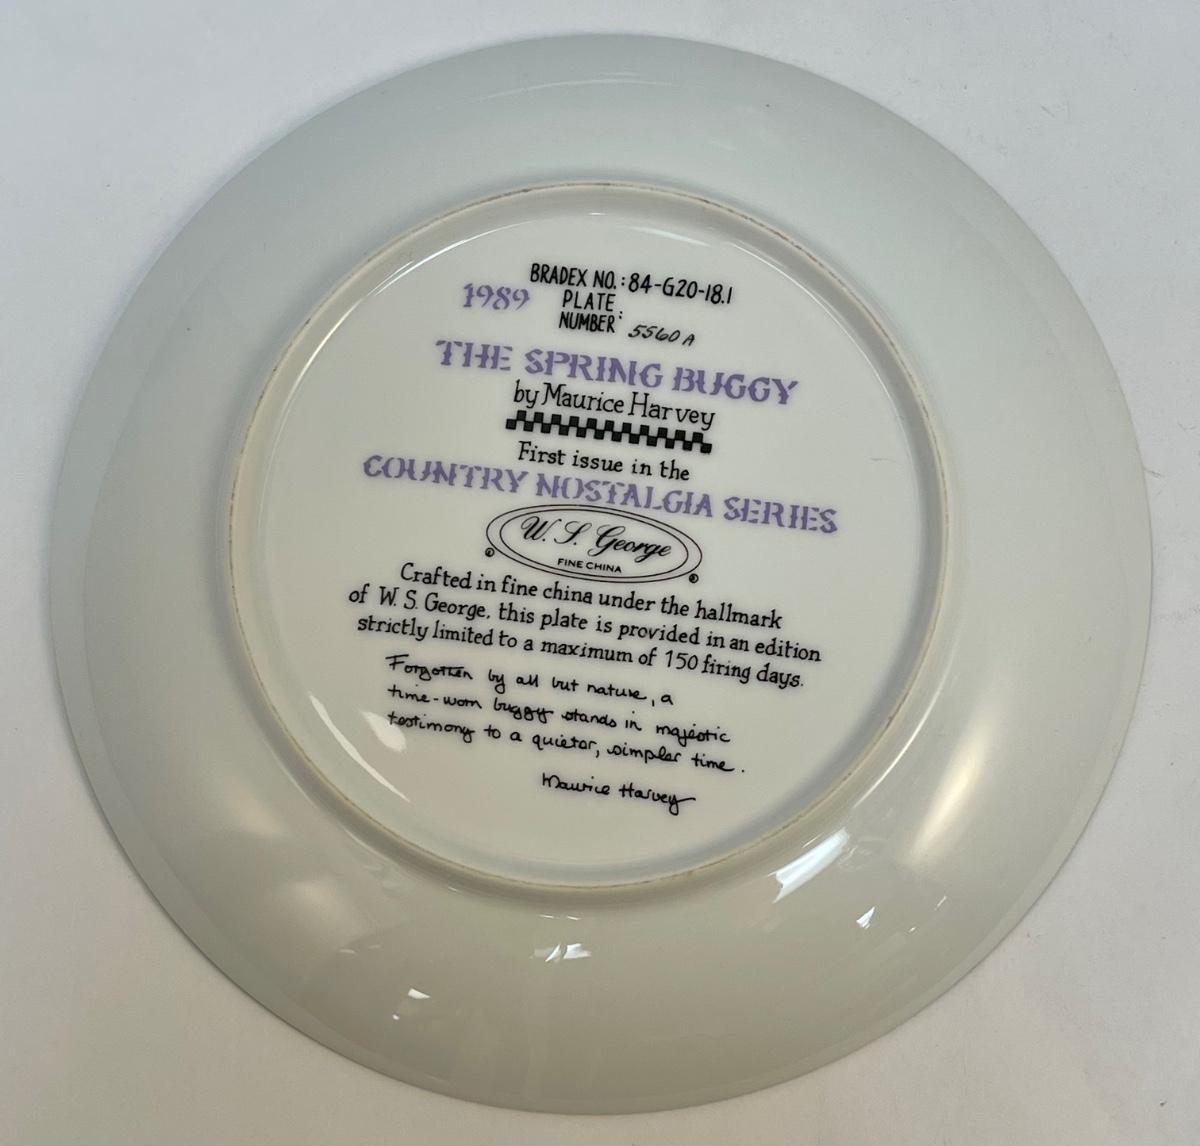 BRADEX NO.: 84-G20-18.1
1989 PLATE
NUMBER: 5560A
THE SPRING BUGGY
by Maurice Harvey
First issue in the
COUNTRY NOSTALGIA SERIES
W. S. George
FINE CHINA
Crafted in fine china under the hallmark
of W. S. George, this plate is provided in an edition
strictly limited to a maximum of 150 firing days.
Forgotten by all but nature, a
time-worn buggy stands in majestic
testimony to a quieter, simpler time.
Maurice Harvey